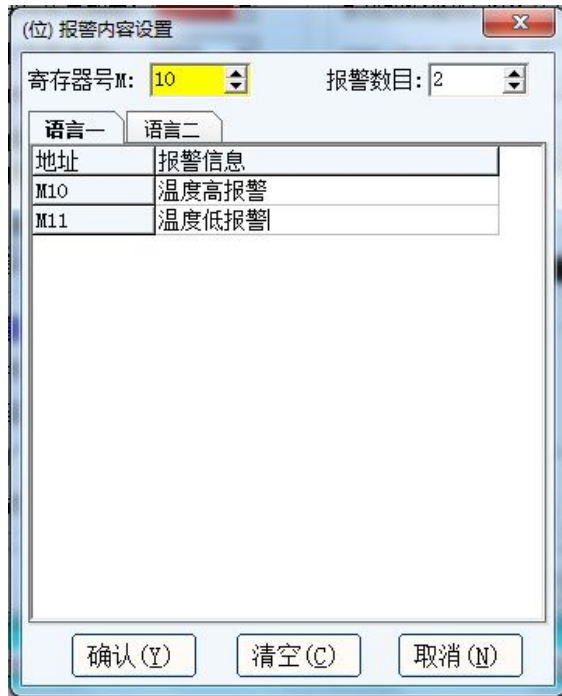 (位) 报警内容设置
寄存器号M: 10 报警数目: 2
语言一 语言二
地址 报警信息
M10 温度高报警
M11 温度低报警
确认(Y) 清空(C) 取消(N)